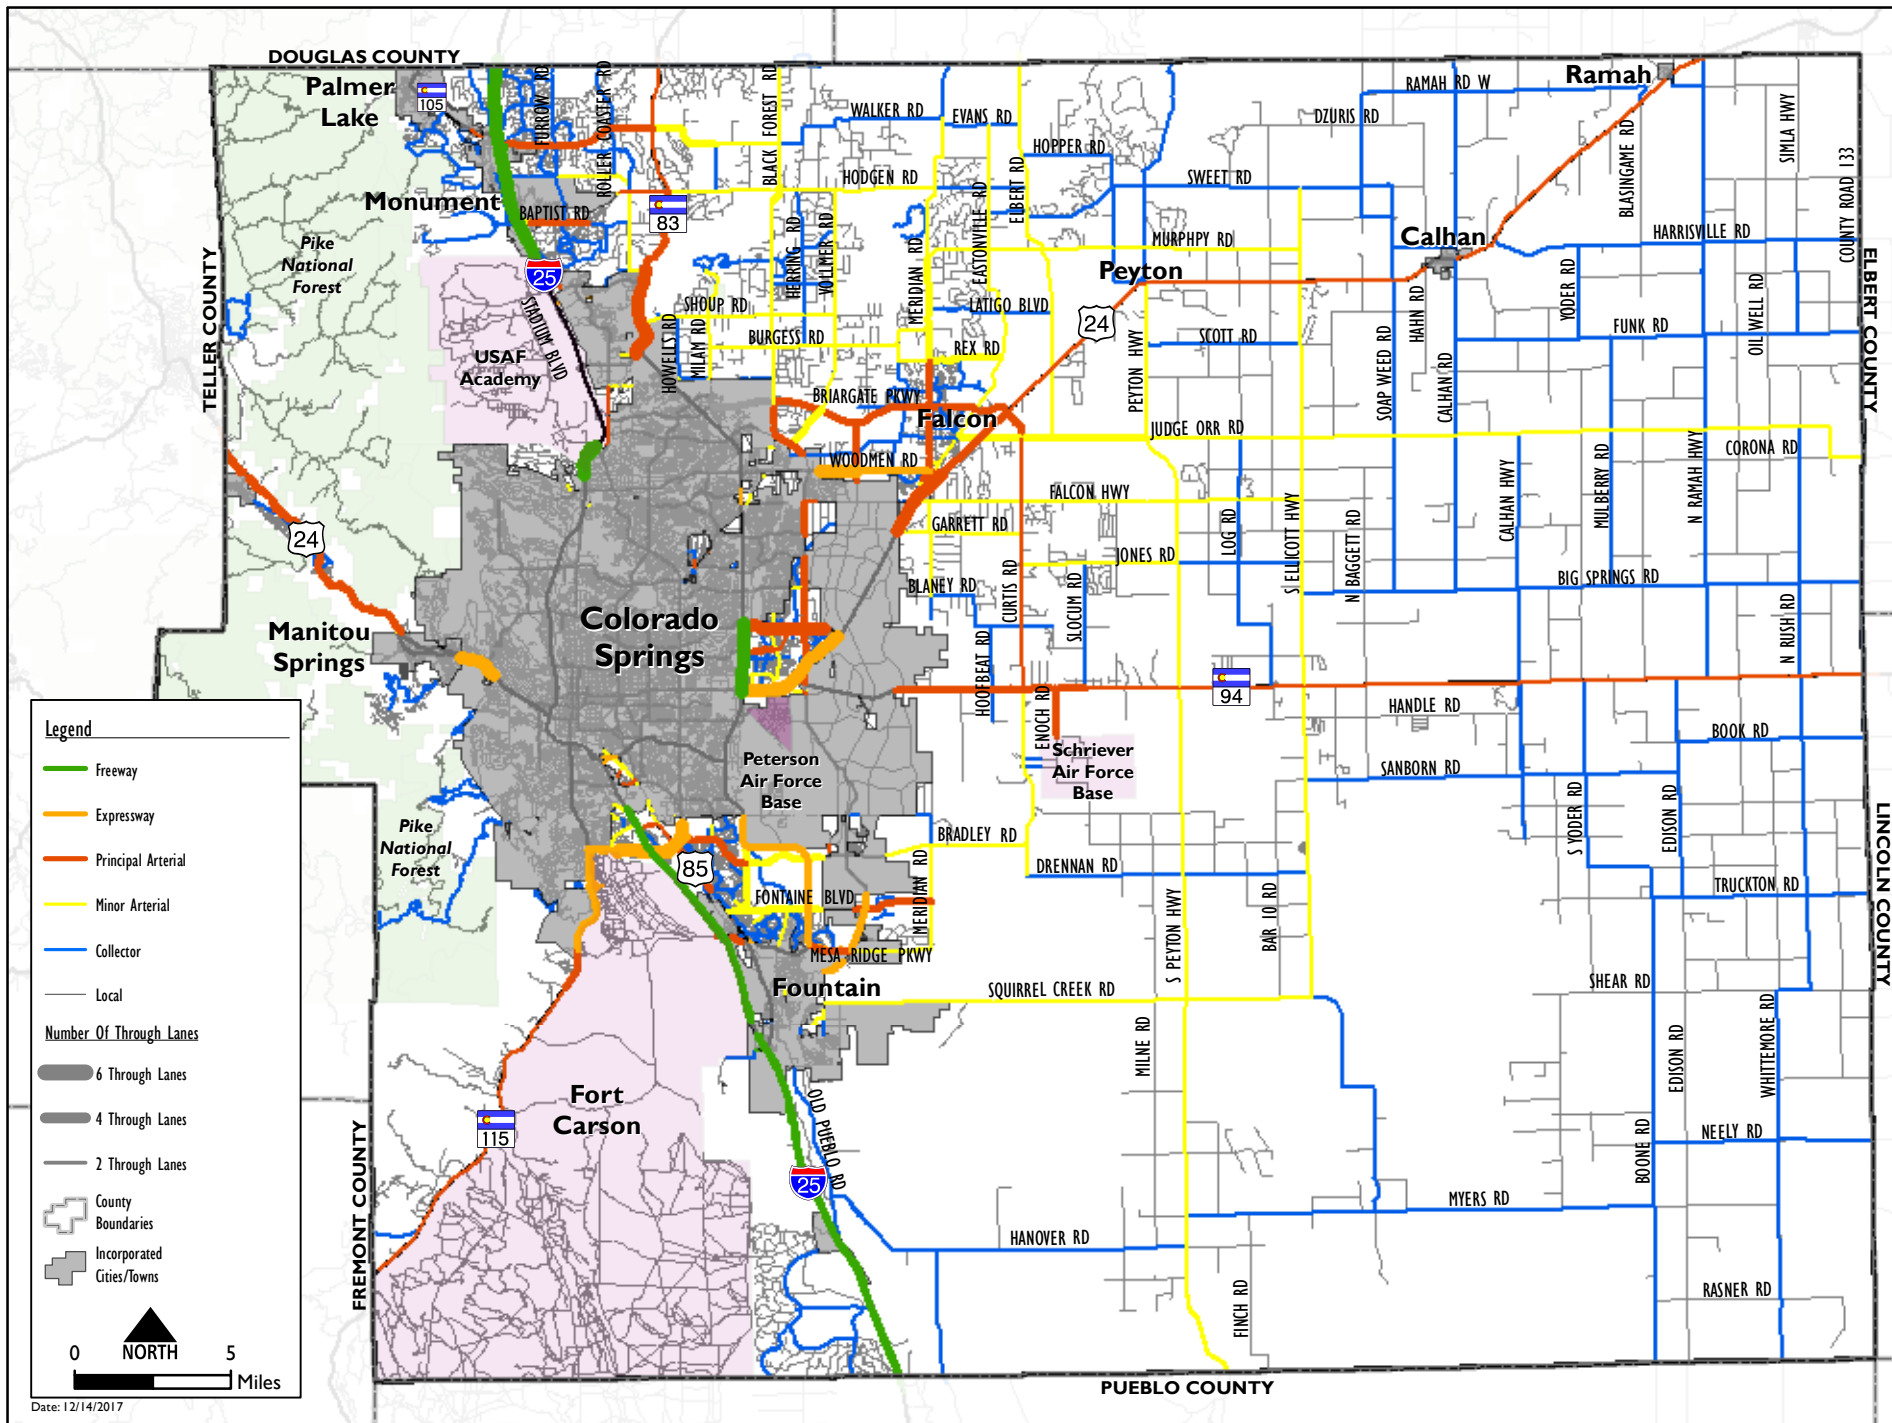 DOUGLAS COUNTY
Palmer
Lake
105
FURROW RD
ROLLER COASTER RD
BLACK FOREST RD
WALKER RD
EVANS RD
ELBERT RD
HOPPER RD
DZURIS RD
RAMAH RD W
Ramah
BLASINGAME RD
SIMLA HWY
COUNTY ROAD 133
Monument
BAPTIST RD
83
HODGEN RD
EASTONVILLE RD
SWEET RD
Pike
National
Forest
25
HERRING RD
VOLLMER RD
MERIDIAN RD
MURPHPY RD
Calhan
HARRISVILLE RD
TELLER COUNTY
ELBERT COUNTY
Peyton
STADIUM BLVD
SHOUP RD
LATIGO BLVD
24
YODER RD
OIL WELL RD
USAF
Academy
HOWELLS RD
MILAM RD
BURGESS RD
REX RD
PEYTON HWY
SCOTT RD
SOAP WEED RD
HAHN RD
CALHAN RD
FUNK RD
BRIARGATE PKWY
Falcon
JUDGE ORR RD
CORONA RD
WOODMEN RD
FALCON HWY
GARRETT RD
LOG RD
S ELLICOTT HWY
N BAGGETT RD
CALHAN HWY
MULBERRY RD
N RAMAH HWY
24
JONES RD
BLANEY RD
CURTIS RD
SLOCUM RD
BIG SPRINGS RD
N RUSH RD
Colorado
Springs
Manitou
Springs
HOOFBEAT RD
ENOCH RD
94
HANDLE RD
BOOK RD
Schriever
Air Force
Base
Peterson
Air Force
Base
SANBORN RD
S YODER RD
EDISON RD
Pike
National
Forest
85
BRADLEY RD
DRENNAN RD
TRUCKTON RD
LINCOLN COUNTY
FONTAINE BLVD
MERIDIAN RD
S PEYTON HWY
BAR 10 RD
MESA RIDGE PKWY
Fountain
SQUIRREL CREEK RD
SHEAR RD
MILNE RD
EDISON RD
WHITTEMORE RD
Fort
Carson
115
OLD PUEBLO RD
25
BOONE RD
NEELY RD
MYERS RD
HANOVER RD
FREMONT COUNTY
FINCH RD
RASNER RD
PUEBLO COUNTY
Legend
Freeway
Expressway
Principal Arterial
Minor Arterial
Collector
Local
Number Of Through Lanes
6 Through Lanes
4 Through Lanes
2 Through Lanes
County
Boundaries
Incorporated
Cities/Towns
NORTH
0 5
Miles
Date: 12/14/2017